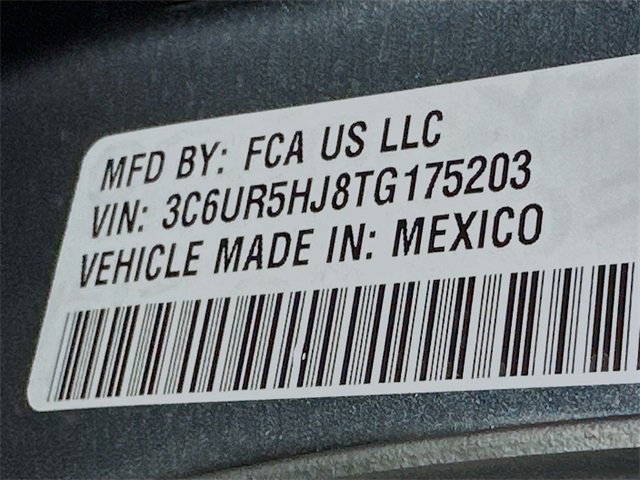 MFD BY: FCA US LLC
VIN: 3C6UR5HJ8TG175203
VEHICLE MADE IN: MEXICO